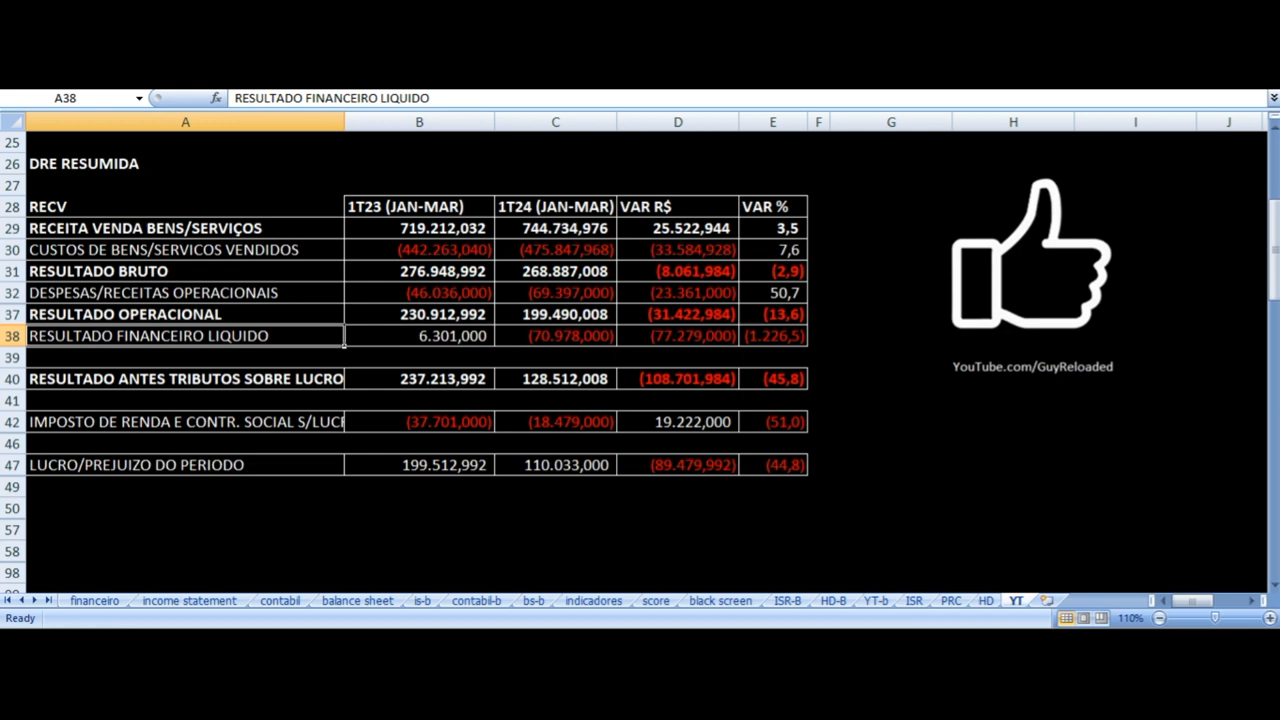 A38 RESULTADO FINANCEIRO LIQUIDO
A B C D E F G H I J
25
26 DRE RESUMIDA
27
28 RECV 1T23 (JAN-MAR) 1T24 (JAN-MAR) VAR R$ VAR %
29 RECEITA VENDA BENS/SERVIÇOS 719.212,032 744.734,976 25.522,944 3,5
30 CUSTOS DE BENS/SERVICOS VENDIDOS (442.263,040) (475.847,968) (33.584,928) 7,6
31 RESULTADO BRUTO 276.948,992 268.887,008 (8.061,984) (2,9)
32 DESPESAS/RECEITAS OPERACIONAIS (46.036,000) (69.397,000) (23.361,000) 50,7
37 RESULTADO OPERACIONAL 230.912,992 199.490,008 (31.422,984) (13,6)
38 RESULTADO FINANCEIRO LIQUIDO 6.301,000 (70.978,000) (77.279,000) (1.226,5)
39
40 RESULTADO ANTES TRIBUTOS SOBRE LUCRO 237.213,992 128.512,008 (108.701,984) (45,8)
41
42 IMPOSTO DE RENDA E CONTR. SOCIAL S/LUCR (37.701,000) (18.479,000) 19.222,000 (51,0)
46
47 LUCRO/PREJUIZO DO PERIODO 199.512,992 110.033,000 (89.479,992) (44,8)
49
50
57
58
98
YouTube.com/GuyReloaded
financeiro income statement contabil balance sheet is-b contabil-b bs-b indicadores score black screen ISR-B HD-B YT-b ISR PRC HD YT
Ready 110%